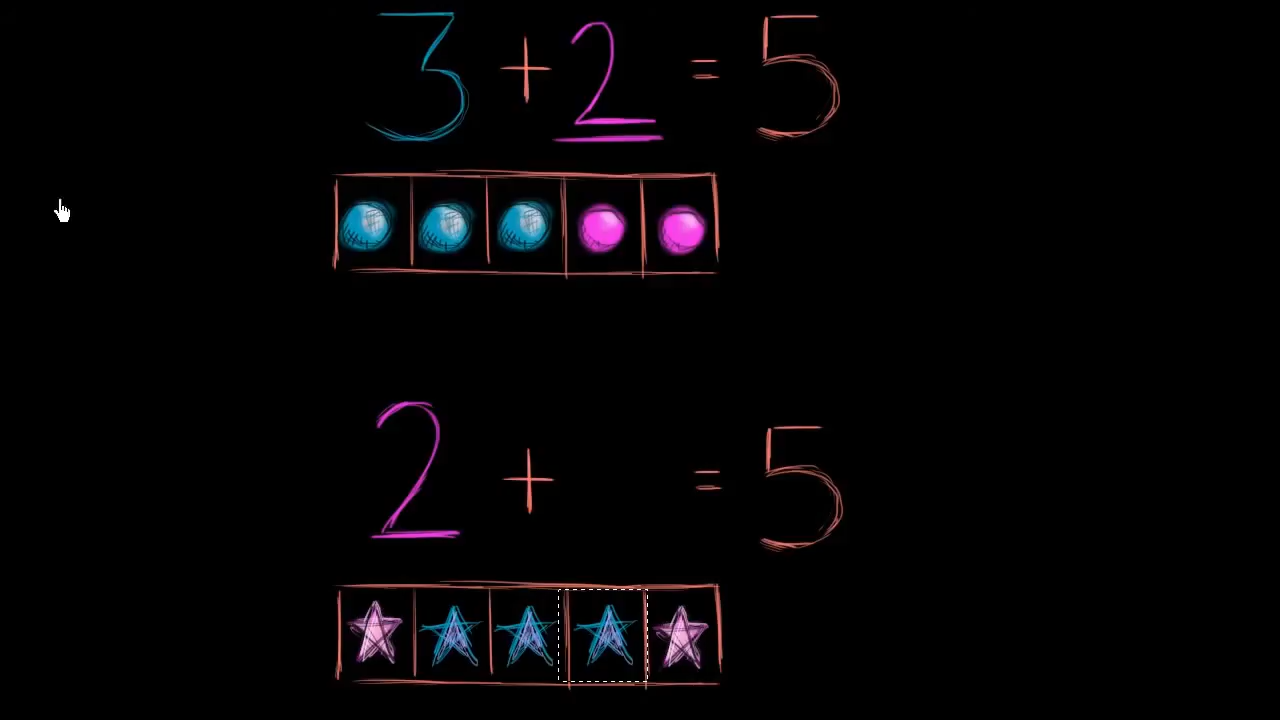 3 + 2 = 5
2 + = 5